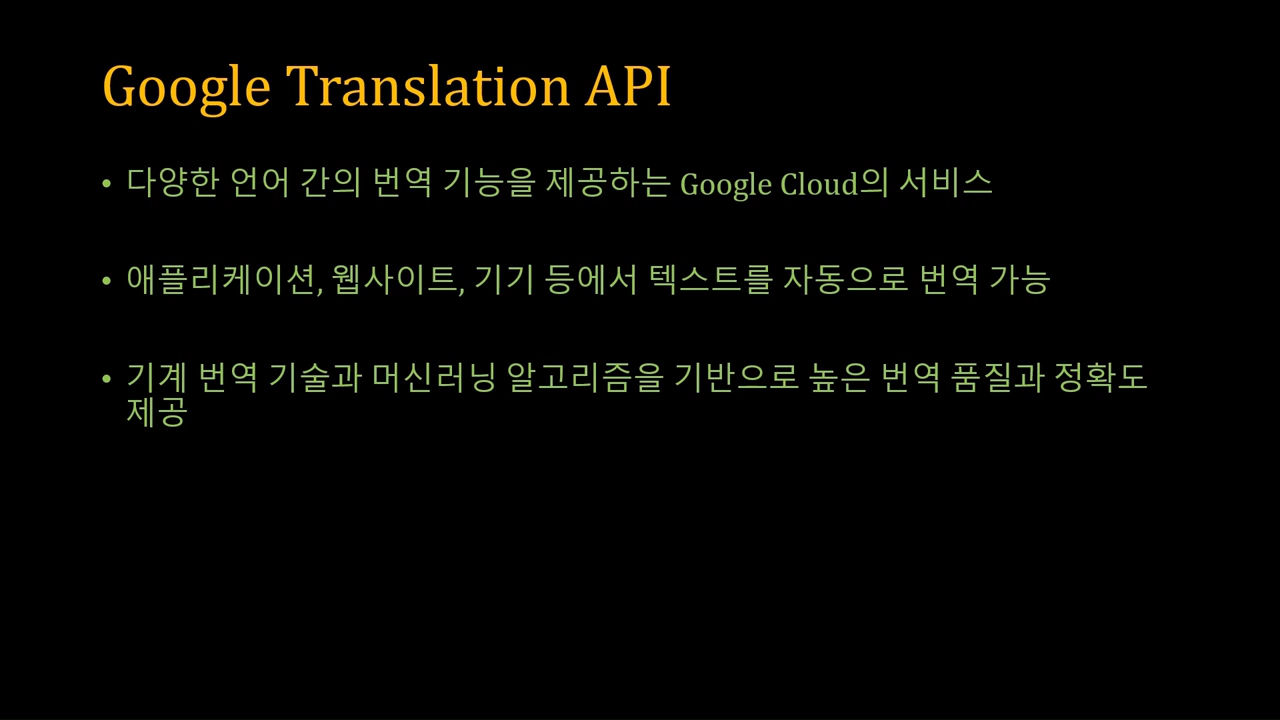 Google Translation API
• 다양한 언어 간의 번역 기능을 제공하는 Google Cloud의 서비스
• 애플리케이션, 웹사이트, 기기 등에서 텍스트를 자동으로 번역 가능
• 기계 번역 기술과 머신러닝 알고리즘을 기반으로 높은 번역 품질과 정확도
제공